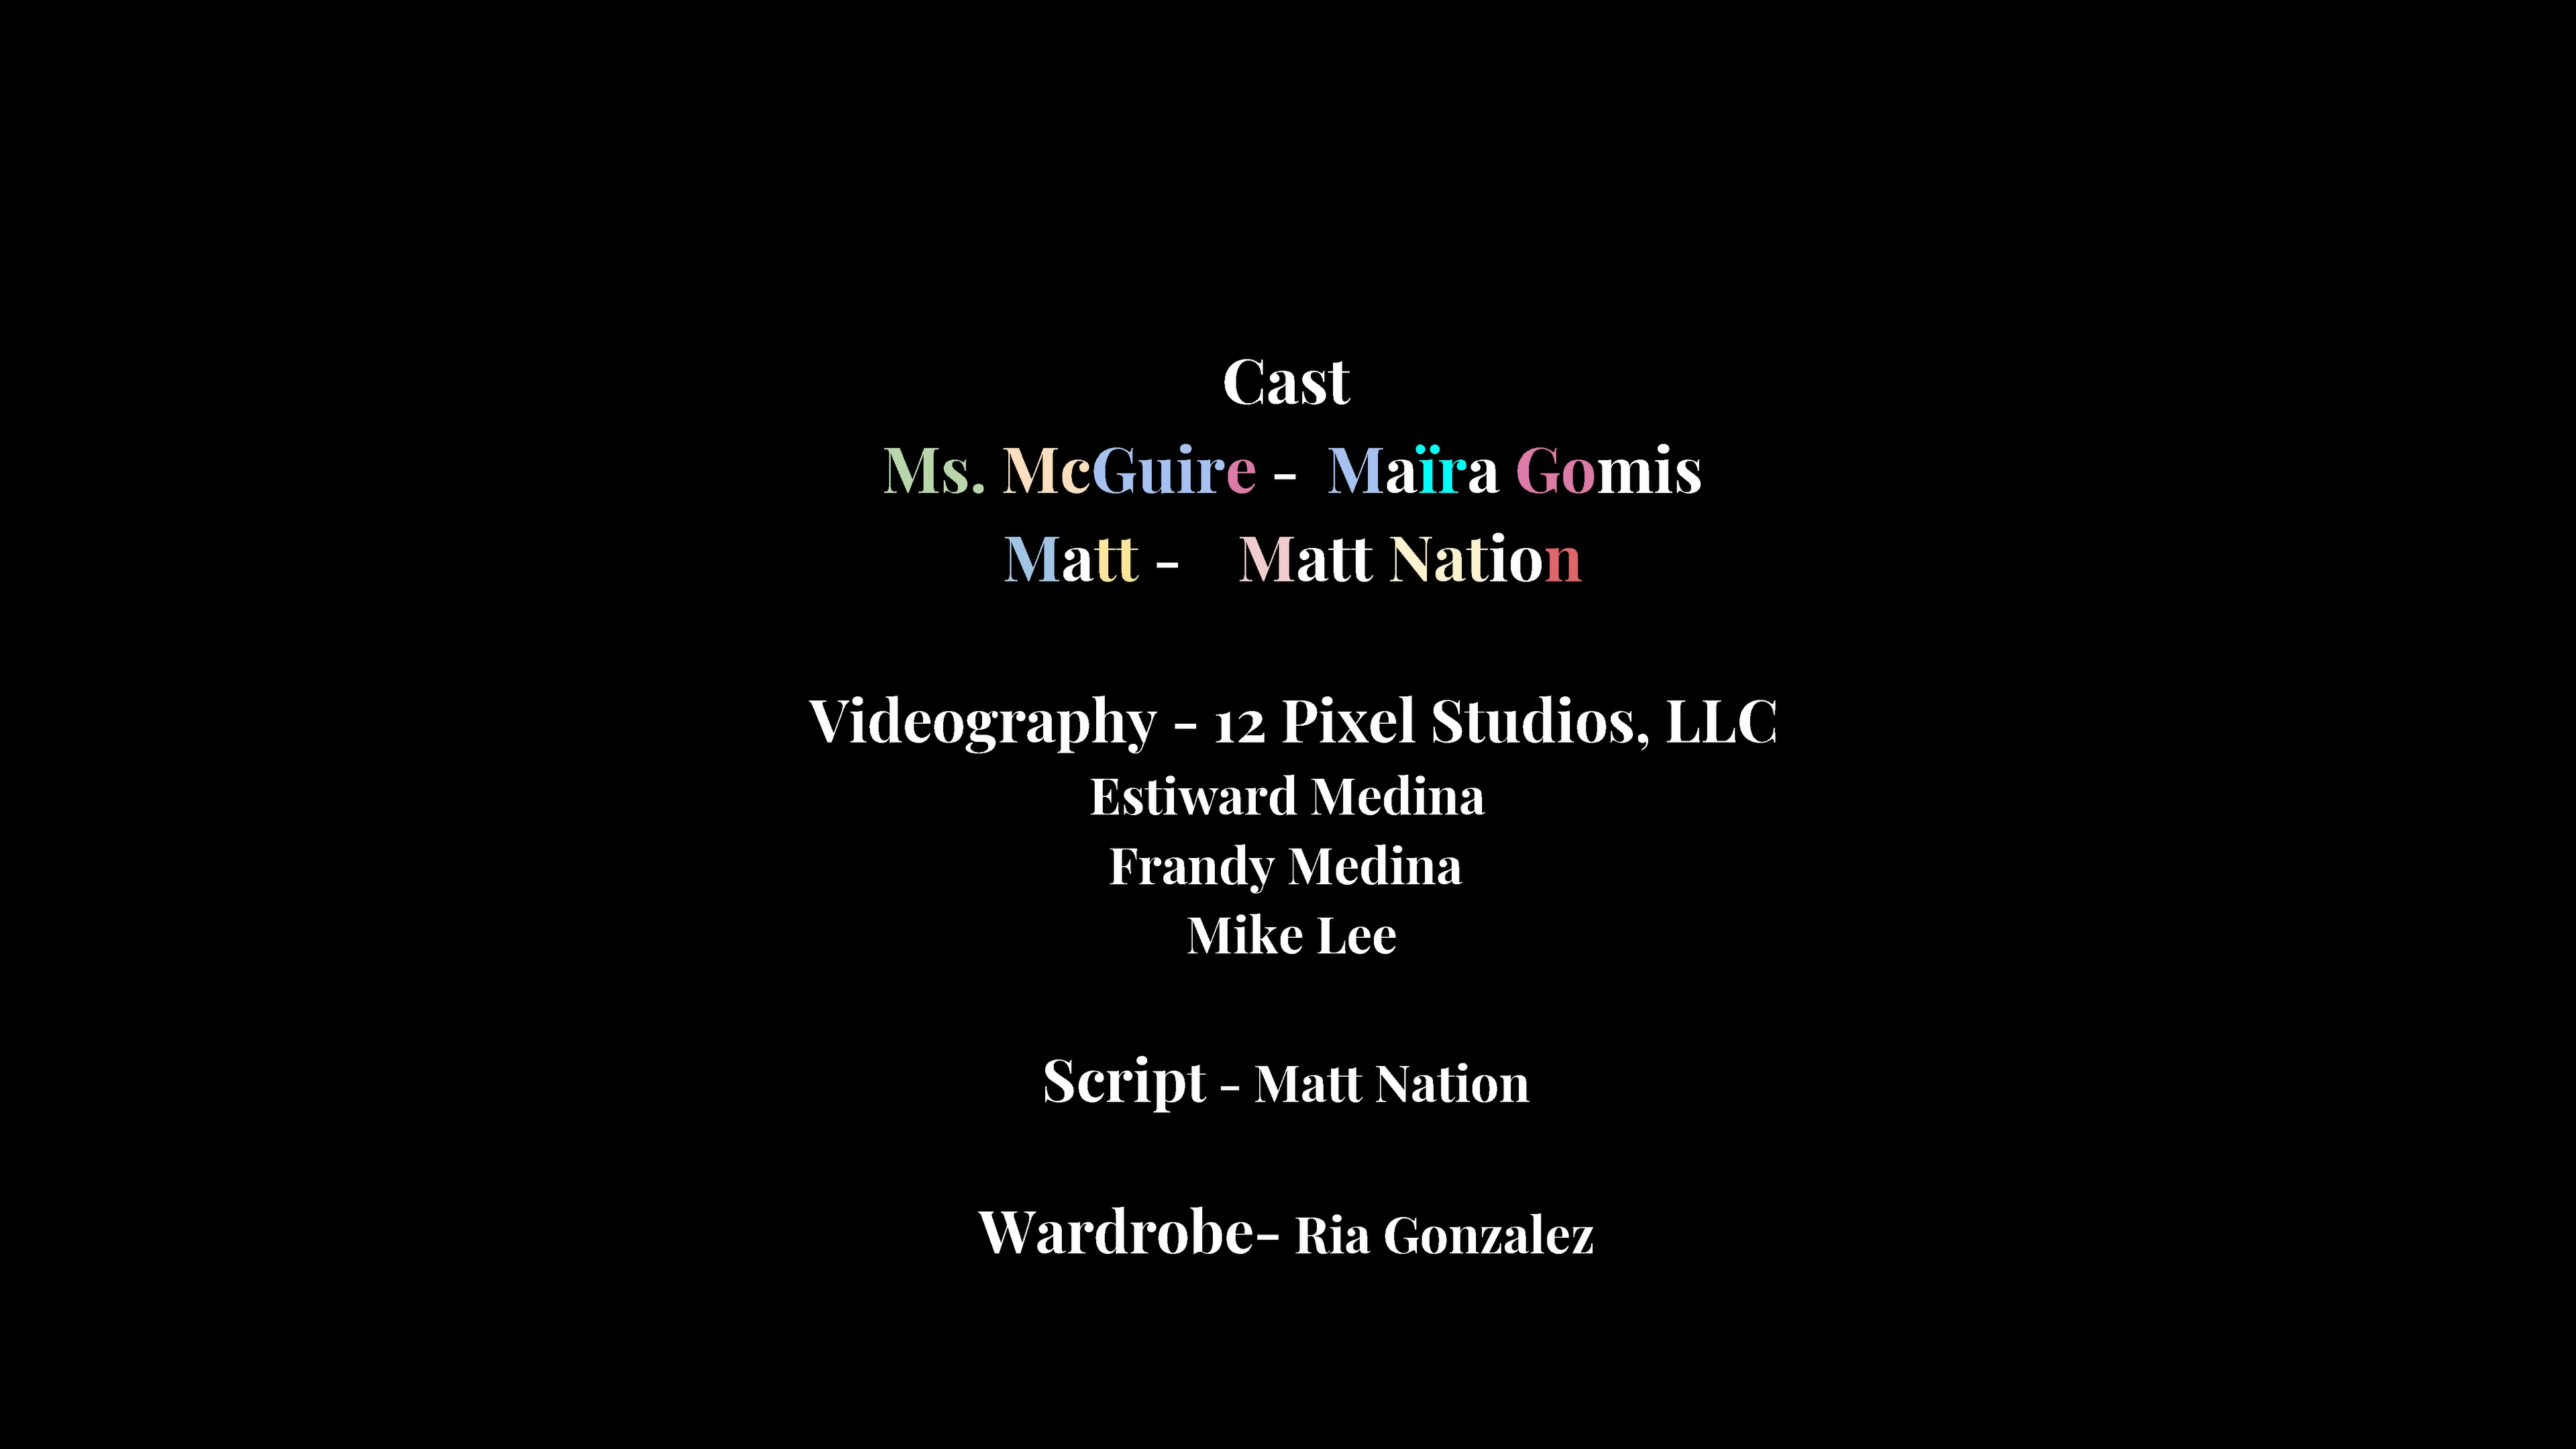 Cast
Ms. McGuire - Maïra Gomis
Matt - Matt Nation
Videography - 12 Pixel Studios, LLC
Estiward Medina
Frandy Medina
Mike Lee
Script - Matt Nation
Wardrobe- Ria Gonzalez